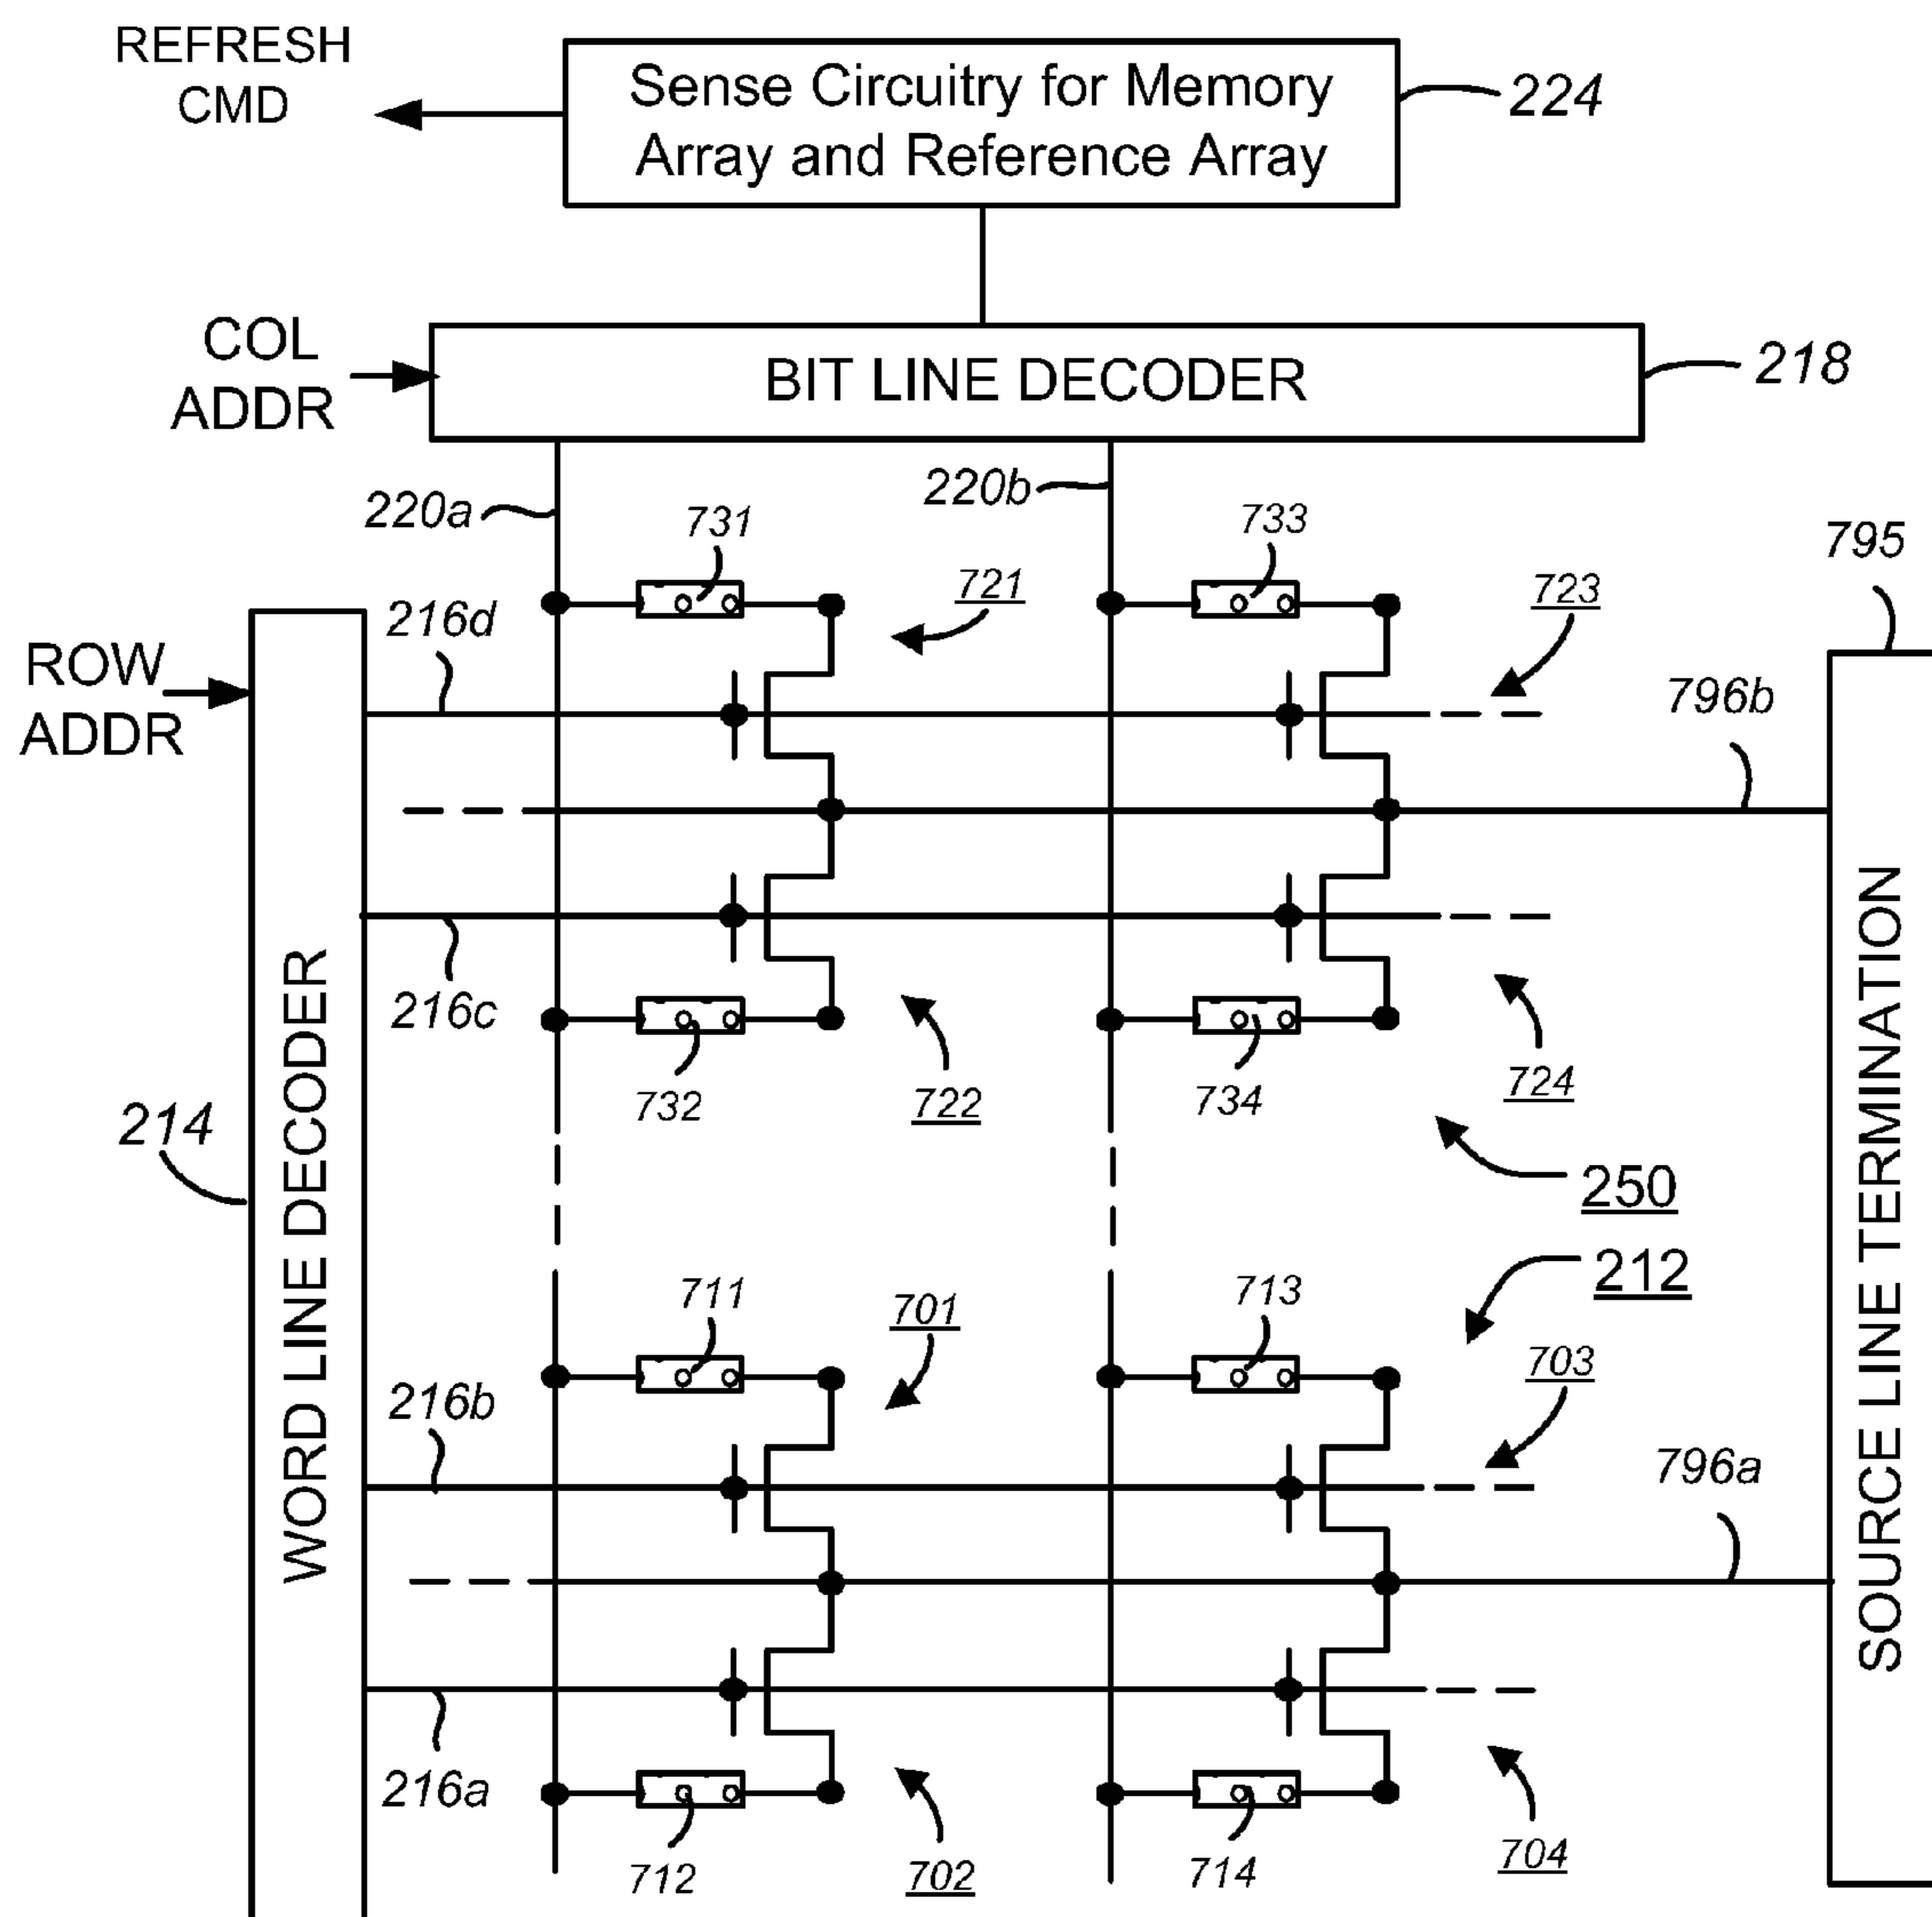 REFRESH
CMD
Sense Circuitry for Memory
Array and Reference Array
224
COL
ADDR
BIT LINE DECODER
218
220a
220b
731
733
721
723
795
216d
ROW
ADDR
796b
216c
732
722
734
724
214
WORD LINE DECODER
SOURCE LINE TERMINATION
250
212
711
701
713
703
216b
796a
216a
712
702
714
704